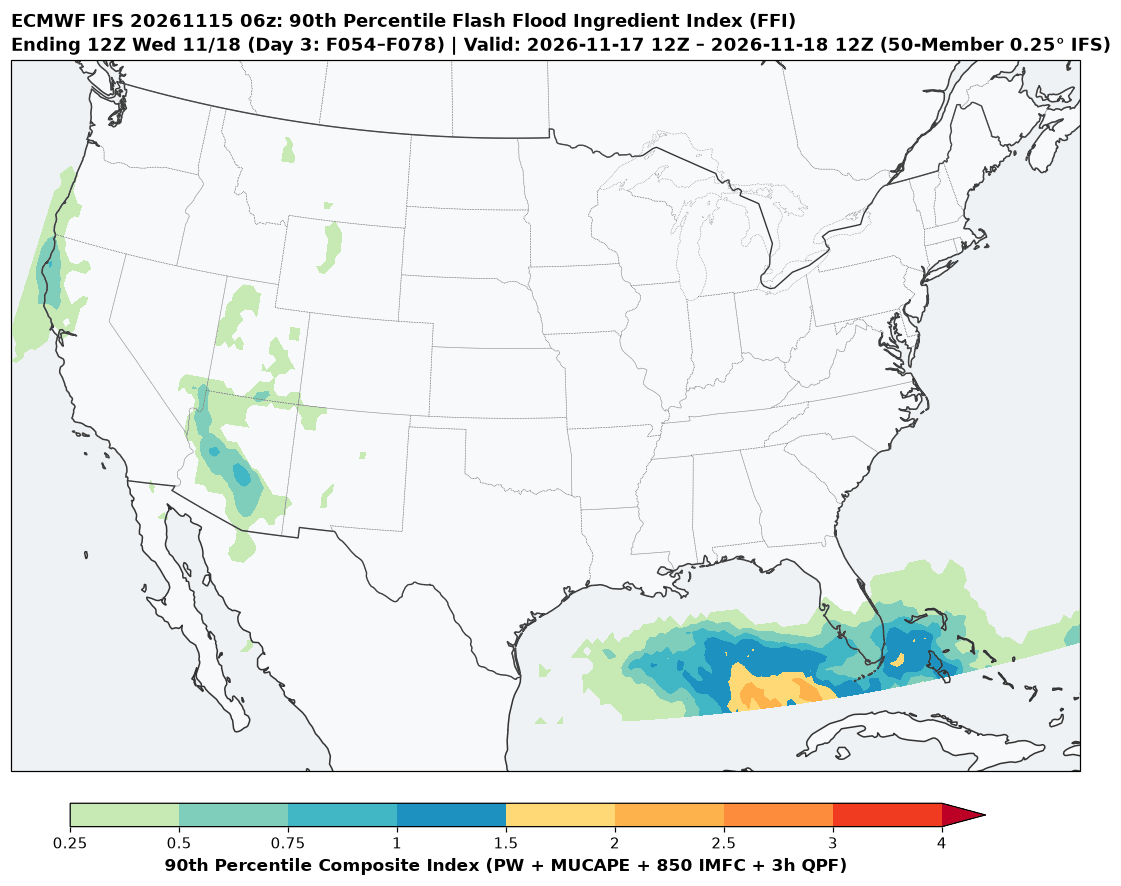 ECMWF IFS 20261115 06z: 90th Percentile Flash Flood Ingredient Index (FFI)
Ending 12Z Wed 11/18 (Day 3: F054–F078) | Valid: 2026-11-17 12Z – 2026-11-18 12Z (50-Member 0.25° IFS)
0.25 0.5 0.75 1 1.5 2 2.5 3 4
90th Percentile Composite Index (PW + MUCAPE + 850 IMFC + 3h QPF)